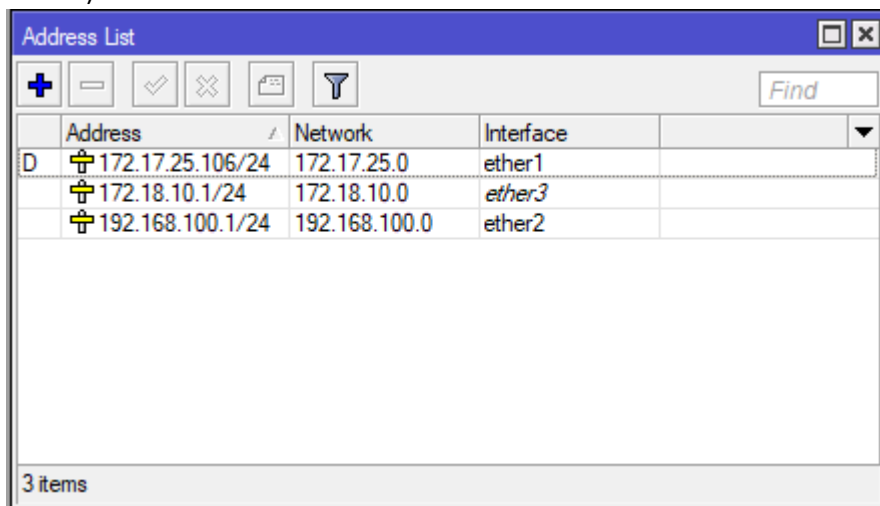 Address List
Find
Address Network Interface
D 172.17.25.106/24 172.17.25.0 ether1
172.18.10.1/24 172.18.10.0 ether3
192.168.100.1/24 192.168.100.0 ether2
3 items